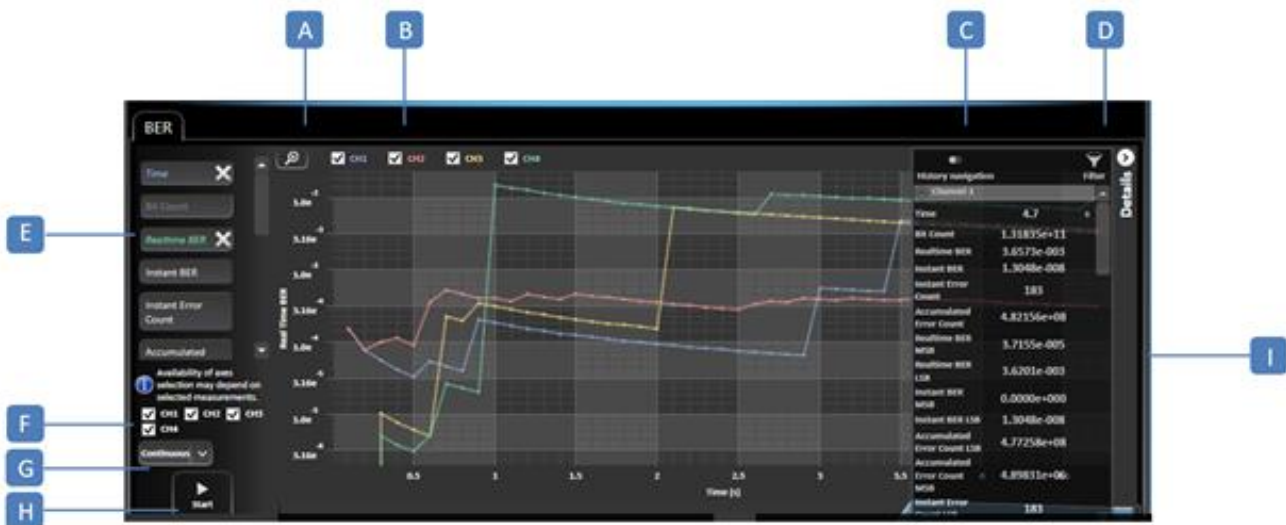 A
B
C
D
BER
Time
Bit Count
Realtime BER
Instant BER
Instant Error
Count
Accumulated
Availability of axes
selection may depend on
selected measurements.
CH1 CH2 CH3
CH4
Continuous
Start
E
F
G
H
CH1 CH2 CH3 CH4
Real Time BER
0.5 1 1.5 2 2.5 3 5.5
Time [s]
History navigation
Filter
Details
Channel 1
Time 4.7 s
Bit Count 1.31835e+11
Realtime BER 3.6573e-003
Instant BER 1.3048e-008
Instant Error
Count 183
Accumulated
Error Count 4.82156e+08
Realtime BER
MSB 3.7155e-005
Realtime BER
LSB 3.6201e-003
Instant BER
MSB 0.0000e+000
Instant BER LSB 1.3048e-008
Accumulated
Error Count LSB 4.77258e+08
Accumulated
Error Count
MSB 4.89831e+06
Instant Error
Count LSB 183
I